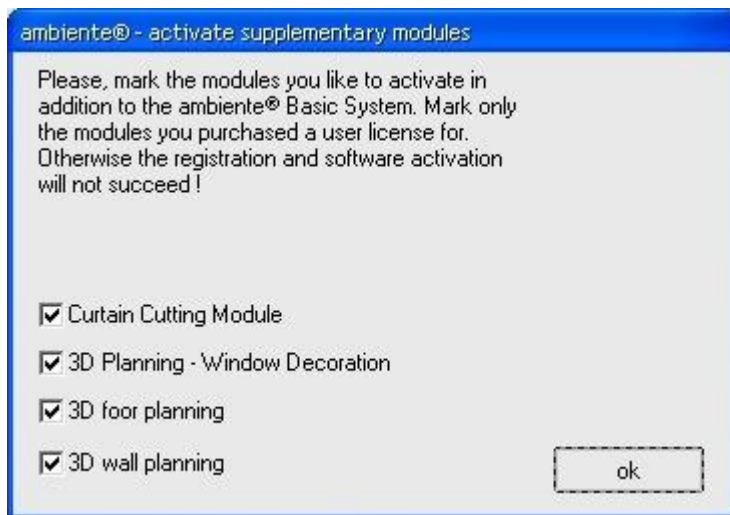 ambiente® - activate supplementary modules
Please, mark the modules you like to activate in
addition to the ambiente® Basic System. Mark only
the modules you purchased a user license for.
Otherwise the registration and software activation
will not succeed !
Curtain Cutting Module
3D Planning - Window Decoration
3D foor planning
3D wall planning
ok